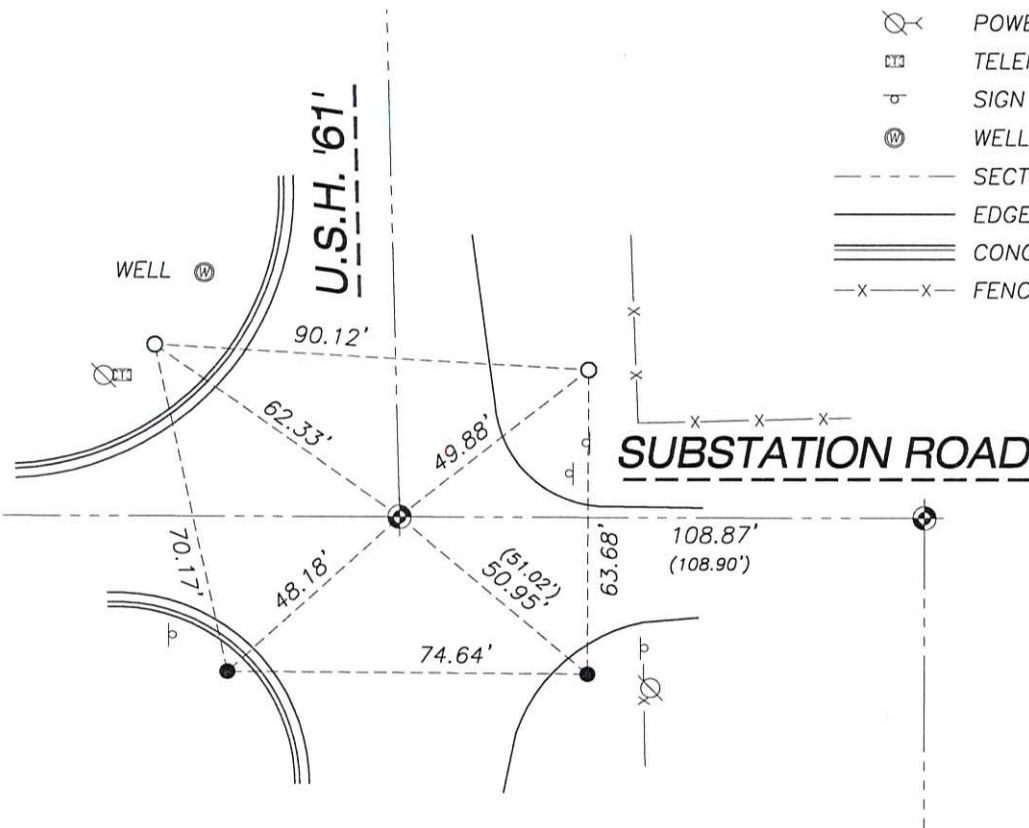 TELE
SIGN
WELL
SECT
EDGE
CONC
FENC
U.S.H. '61'
WELL W
90.12'
62.33'
49.88'
SUBSTATION ROAD
70.17'
48.18'
(51.02')
50.95'
63.68'
108.87'
(108.90')
74.64'